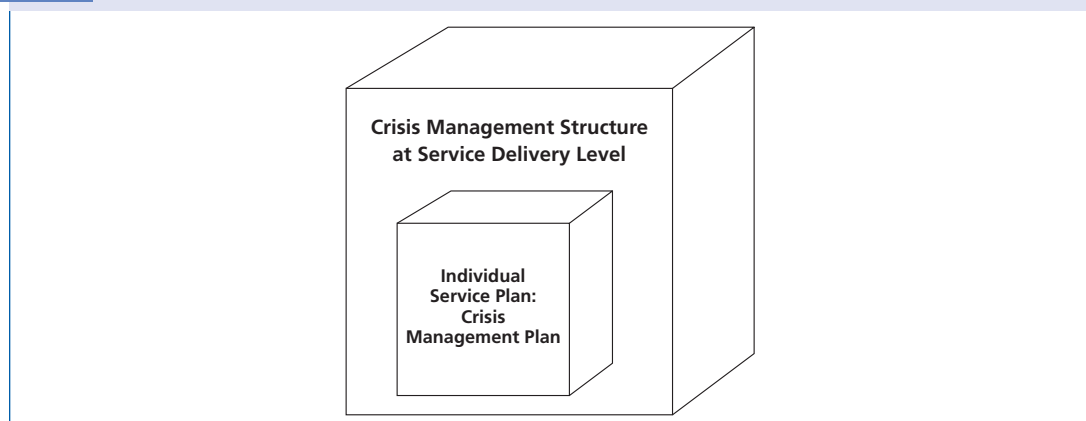 Crisis Management Structure
at Service Delivery Level
Individual
Service Plan:
Crisis
Management Plan